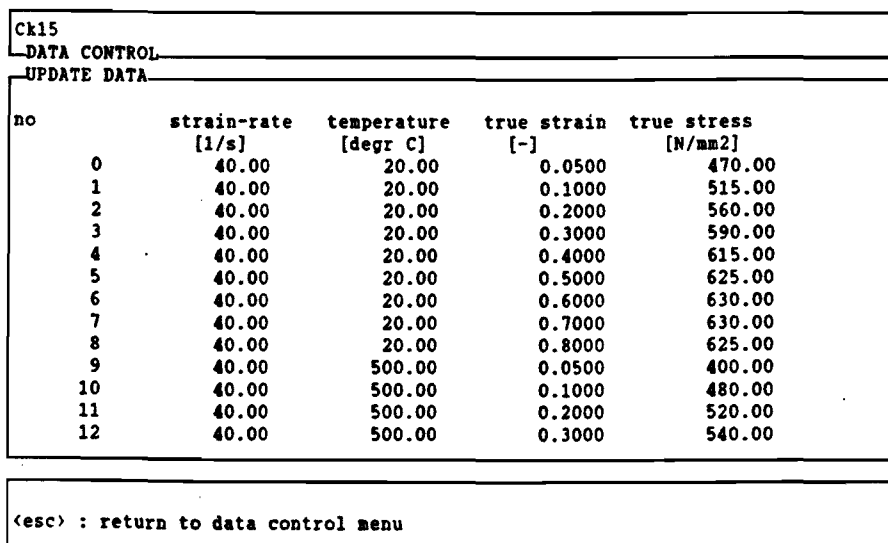 Ck15
DATA CONTROL
UPDATE DATA
no strain-rate temperature true strain true stress
[1/s] [degr C] [-] [N/mm2]
0 40.00 20.00 0.0500 470.00
1 40.00 20.00 0.1000 515.00
2 40.00 20.00 0.2000 560.00
3 40.00 20.00 0.3000 590.00
4 40.00 20.00 0.4000 615.00
5 40.00 20.00 0.5000 625.00
6 40.00 20.00 0.6000 630.00
7 40.00 20.00 0.7000 630.00
8 40.00 20.00 0.8000 625.00
9 40.00 500.00 0.0500 400.00
10 40.00 500.00 0.1000 480.00
11 40.00 500.00 0.2000 520.00
12 40.00 500.00 0.3000 540.00
<esc> : return to data control menu